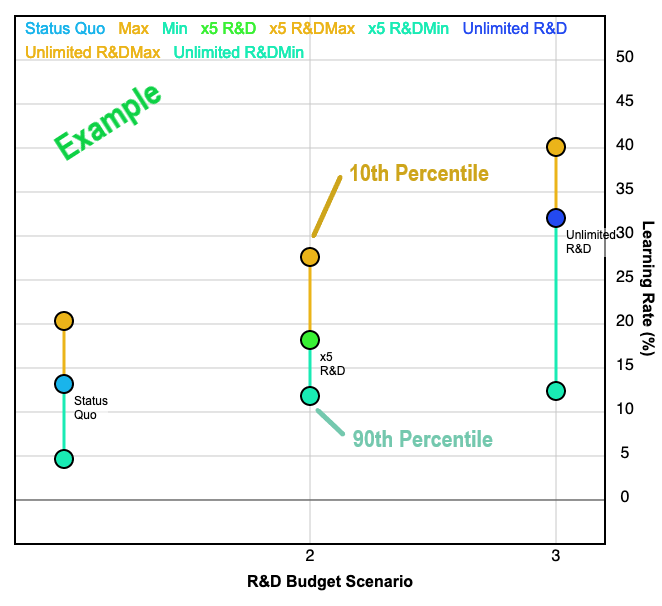 Status Quo Max Min x5 R&D x5 R&DMax x5 R&DMin Unlimited R&D
Unlimited R&DMax Unlimited R&DMin
Example
50
45
40
35
30
25
20
15
10
5
0
10th Percentile
Unlimited
R&D
x5
R&D
Status
Quo
90th Percentile
Learning Rate (%)
2
3
R&D Budget Scenario